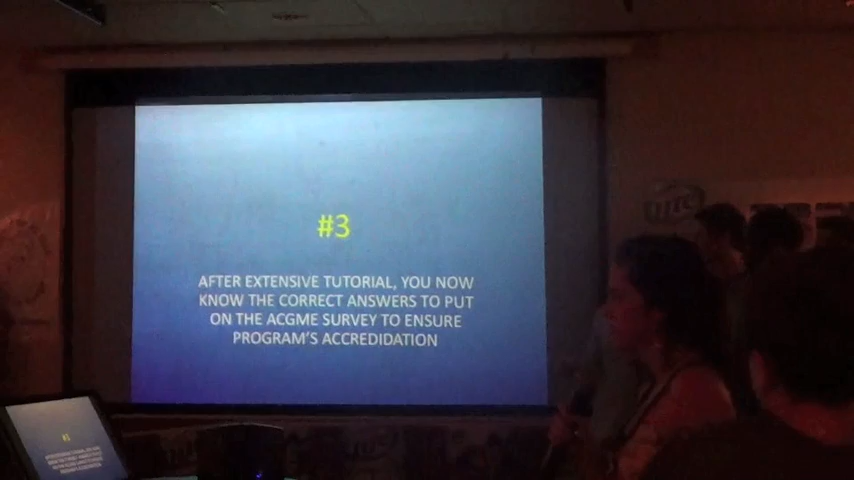 #3
AFTER EXTENSIVE TUTORIAL, YOU NOW
KNOW THE CORRECT ANSWERS TO PUT
ON THE ACGME SURVEY TO ENSURE
PROGRAM'S ACCREDIDATION
Lite